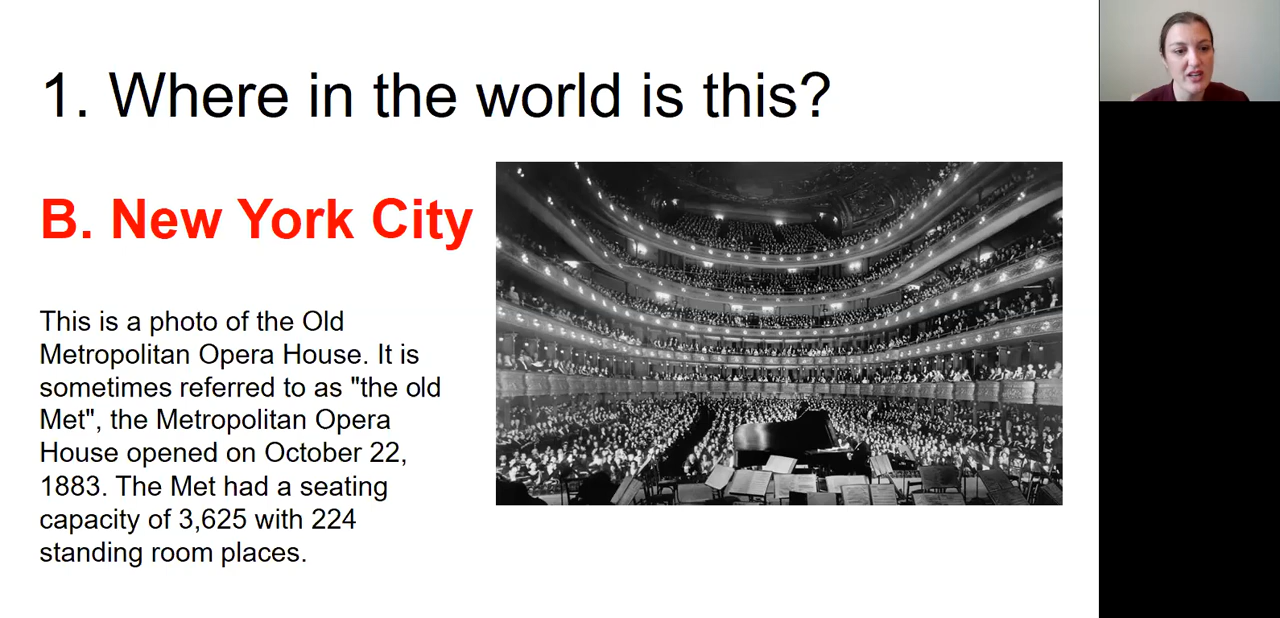 1. Where in the world is this?
B. New York City
This is a photo of the Old
Metropolitan Opera House. It is
sometimes referred to as "the old
Met", the Metropolitan Opera
House opened on October 22,
1883. The Met had a seating
capacity of 3,625 with 224
standing room places.